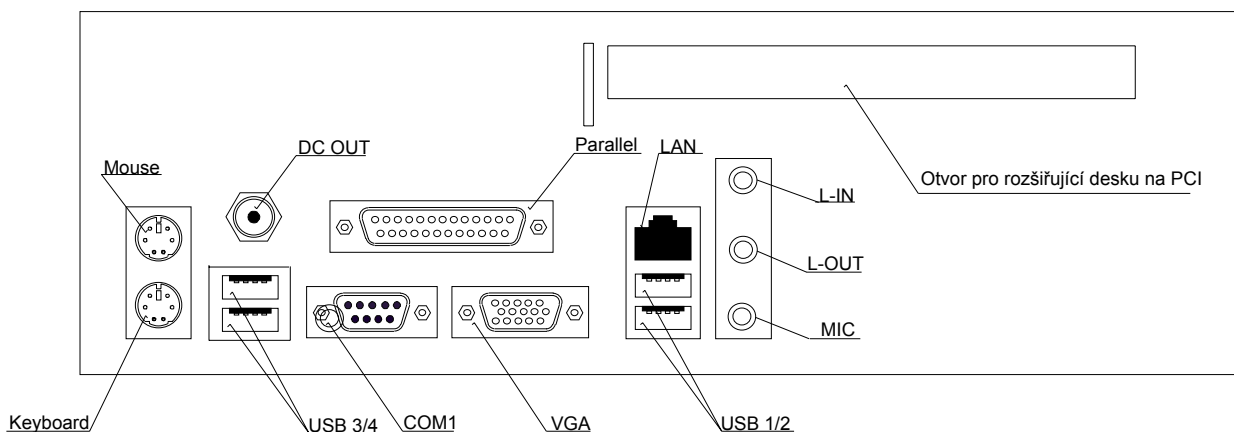 DC OUT
Parallel
LAN
Mouse
Otvor pro rozšiřující desku na PCI
L-IN
L-OUT
MIC
Keyboard
USB 3/4
COM1
VGA
USB 1/2